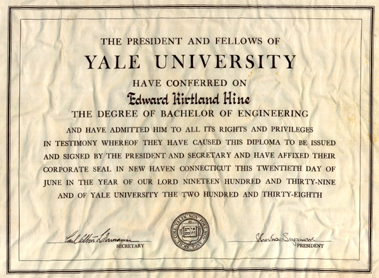 THE PRESIDENT AND FELLOWS OF
YALE UNIVERSITY
HAVE CONFERRED ON
Edward Kirtland Hine
THE DEGREE OF BACHELOR OF ENGINEERING
AND HAVE ADMITTED HIM TO ALL ITS RIGHTS AND PRIVILEGES
IN TESTIMONY WHEREOF THEY HAVE CAUSED THIS DIPLOMA TO BE ISSUED
AND SIGNED BY THE PRESIDENT AND SECRETARY AND HAVE AFFIXED THEIR
CORPORATE SEAL IN NEW HAVEN CONNECTICUT THIS TWENTIETH DAY OF
JUNE IN THE YEAR OF OUR LORD NINETEEN HUNDRED AND THIRTY-NINE
AND OF YALE UNIVERSITY THE TWO HUNDRED AND THIRTY-EIGHTH
SECRETARY
PRESIDENT